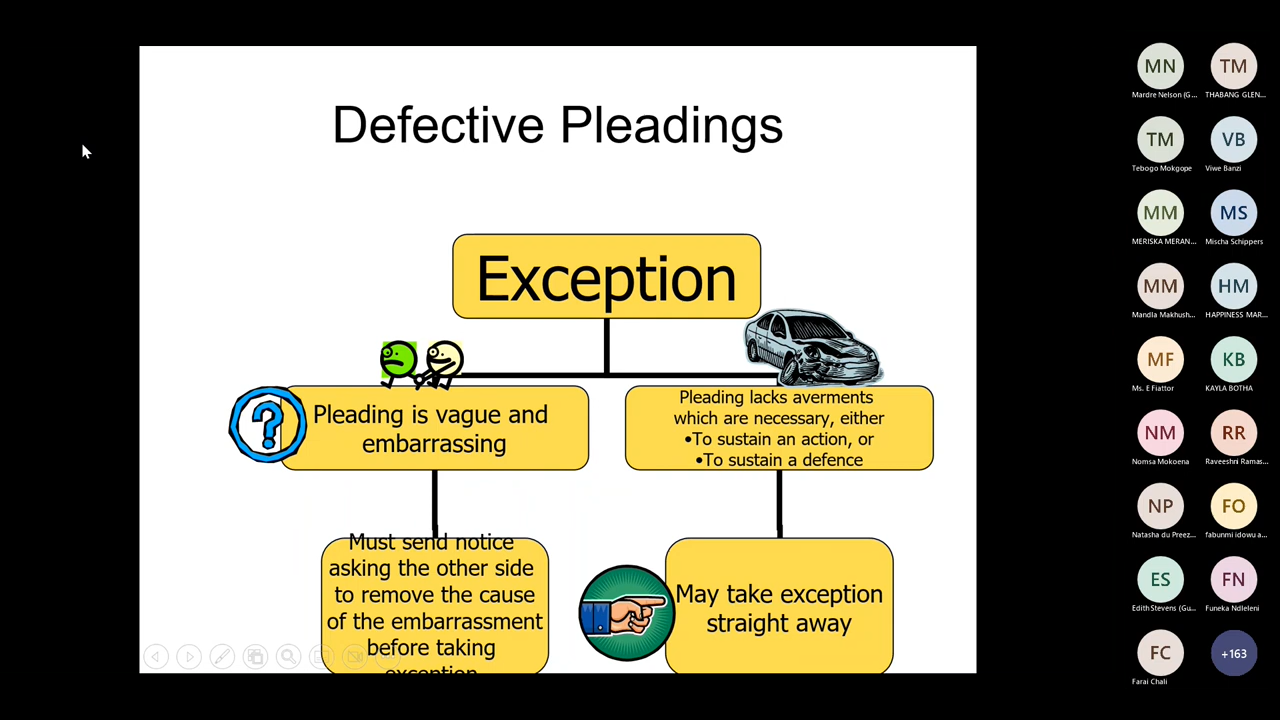 Defective Pleadings
Exception
Pleading is vague and
embarrassing
Pleading lacks averments
which are necessary, either
•To sustain an action, or
•To sustain a defence
Must send notice
asking the other side
to remove the cause
of the embarrassment
before taking
exception
May take exception
straight away
MN
Mardre Nelson (G...
TM
THABANG GLEN...
TM
Tebogo Mokgope
VB
Viwe Banzi
MM
MERISKA MERAN...
MS
Mischa Schippers
MM
Mandla Makhush...
HM
HAPPINESS MAR...
MF
Ms. E Fiattor
KB
KAYLA BOTHA
NM
Nomsa Mokoena
RR
Raveeshni Ramas...
NP
Natasha du Preez...
FO
fabunmi idowu a...
ES
Edith Stevens (Gu...
FN
Funeka Ndleleni
FC
Farai Chali
+163